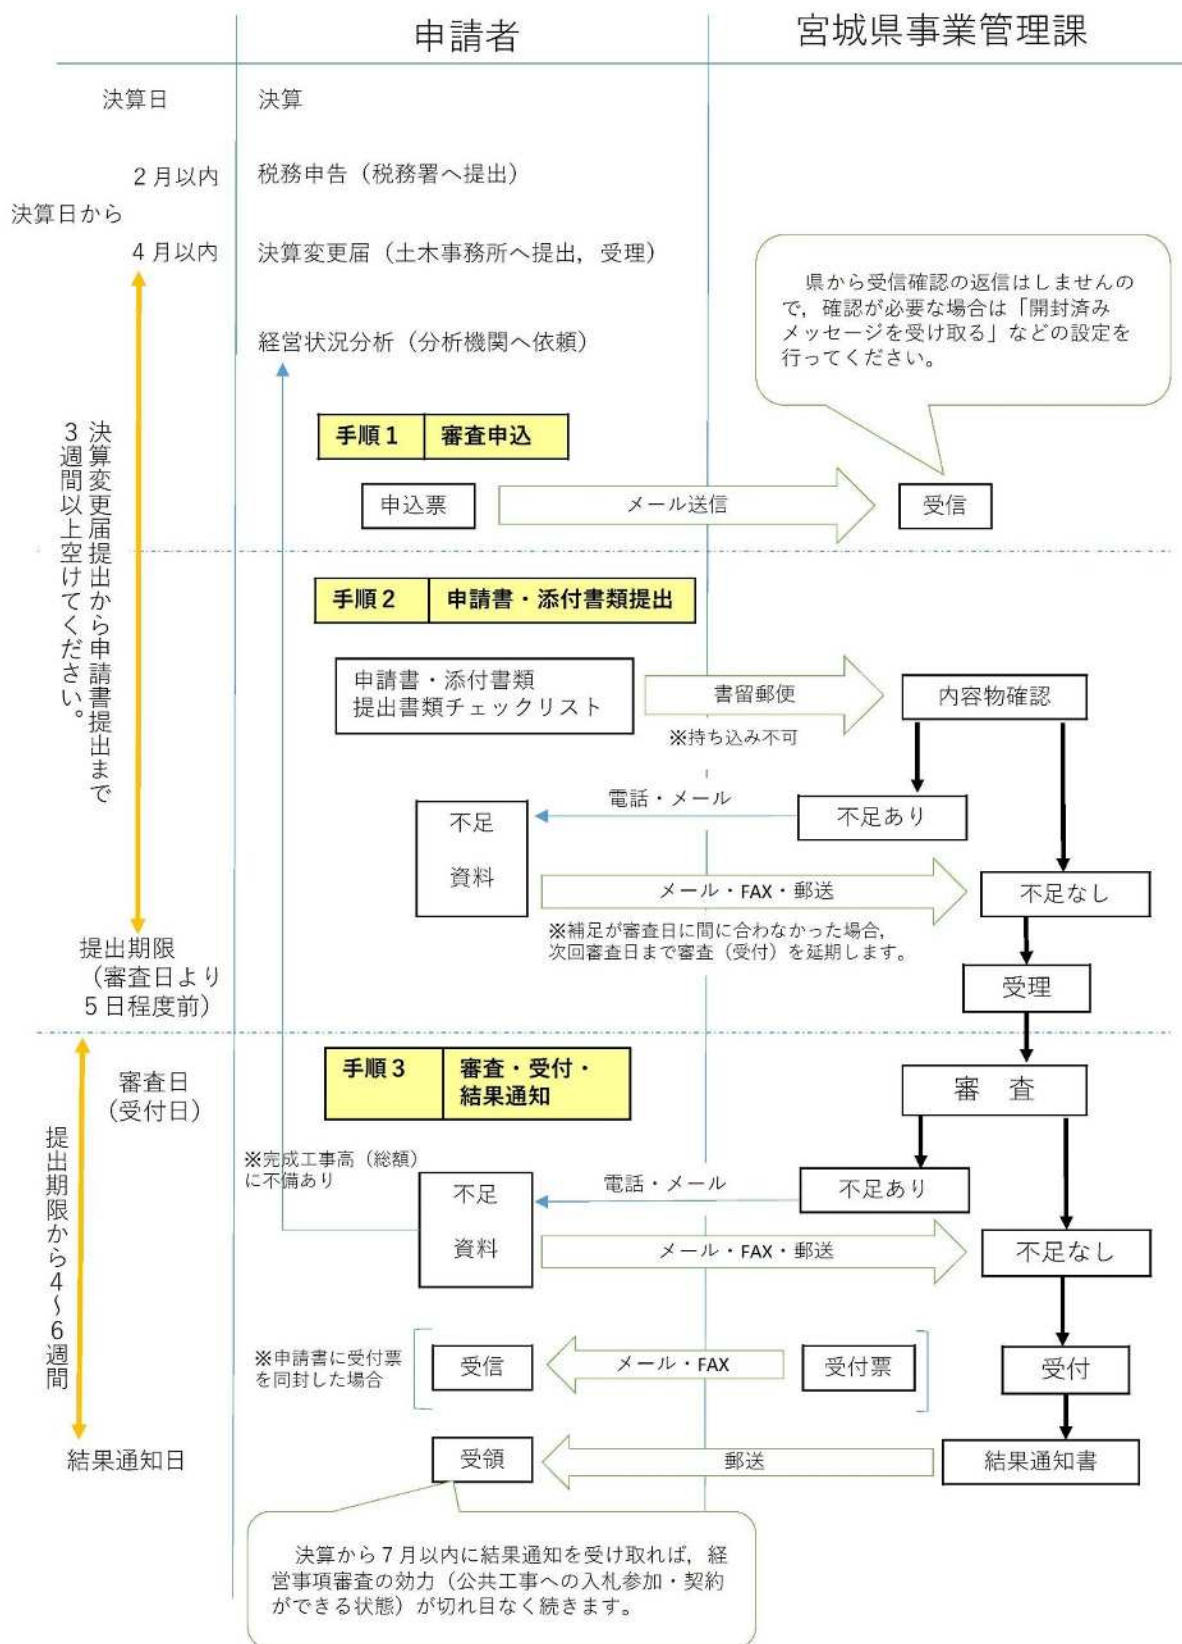 申請者
宮城県事業管理課
決算日
決算
2月以内
税務申告（税務署へ提出）
決算日から
4月以内
決算変更届（土木事務所へ提出，受理）
県から受信確認の返信はしませんの
で，確認が必要な場合は「開封済み
メッセージを受け取る」などの設定を
行ってください。
経営状況分析（分析機関へ依頼）
決算変更届提出から申請書提出まで
3週間以上空けてください。
手順1
審査申込
申込票
メール送信
受信
手順2
申請書・添付書類提出
申請書・添付書類
提出書類チェックリスト
書留郵便
※持ち込み不可
内容物確認
不足
資料
電話・メール
不足あり
メール・FAX・郵送
不足なし
※補足が審査日に間に合わなかった場合，
次回審査日まで審査（受付）を延期します。
提出期限
（審査日より
5日程度前）
受理
手順3
審査・受付・
結果通知
審査日
（受付日）
審　査
提出期限から4～6週間
※完成工事高（総額）
に不備あり
不足
資料
電話・メール
不足あり
メール・FAX・郵送
不足なし
※申請書に受付票
を同封した場合
受信
メール・FAX
受付票
受付
結果通知日
受領
郵送
結果通知書
決算から7月以内に結果通知を受け取れば，経
営事項審査の効力（公共工事への入札参加・契約
ができる状態）が切れ目なく続きます。